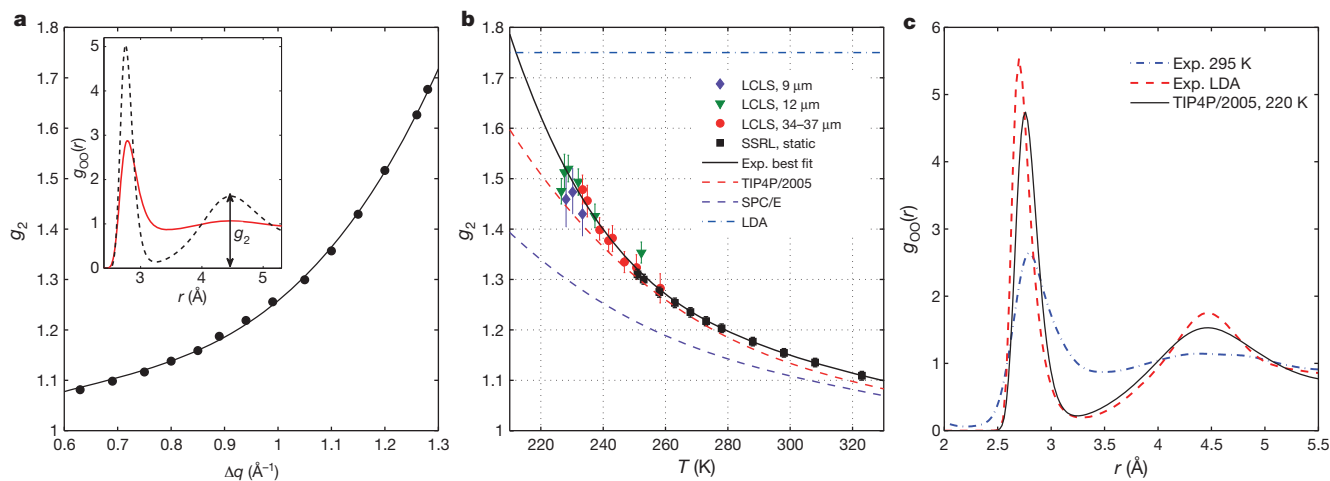 a
g2
1.8
1.7
1.6
1.5
1.4
1.3
1.2
1.1
1
0.6 0.7 0.8 0.9 1 1.1 1.2 1.3
Δq (Å⁻¹)
gOO(r)
5
4
3
2
1
0
3 4 5
r (Å)
g2
b
g2
1.8
1.7
1.6
1.5
1.4
1.3
1.2
1.1
1
220 240 260 280 300 320
T (K)
LCLS, 9 μm
LCLS, 12 μm
LCLS, 34–37 μm
SSRL, static
Exp. best fit
TIP4P/2005
SPC/E
LDA
c
gOO(r)
6
5
4
3
2
1
0
2 2.5 3 3.5 4 4.5 5 5.5
r (Å)
Exp. 295 K
Exp. LDA
TIP4P/2005, 220 K